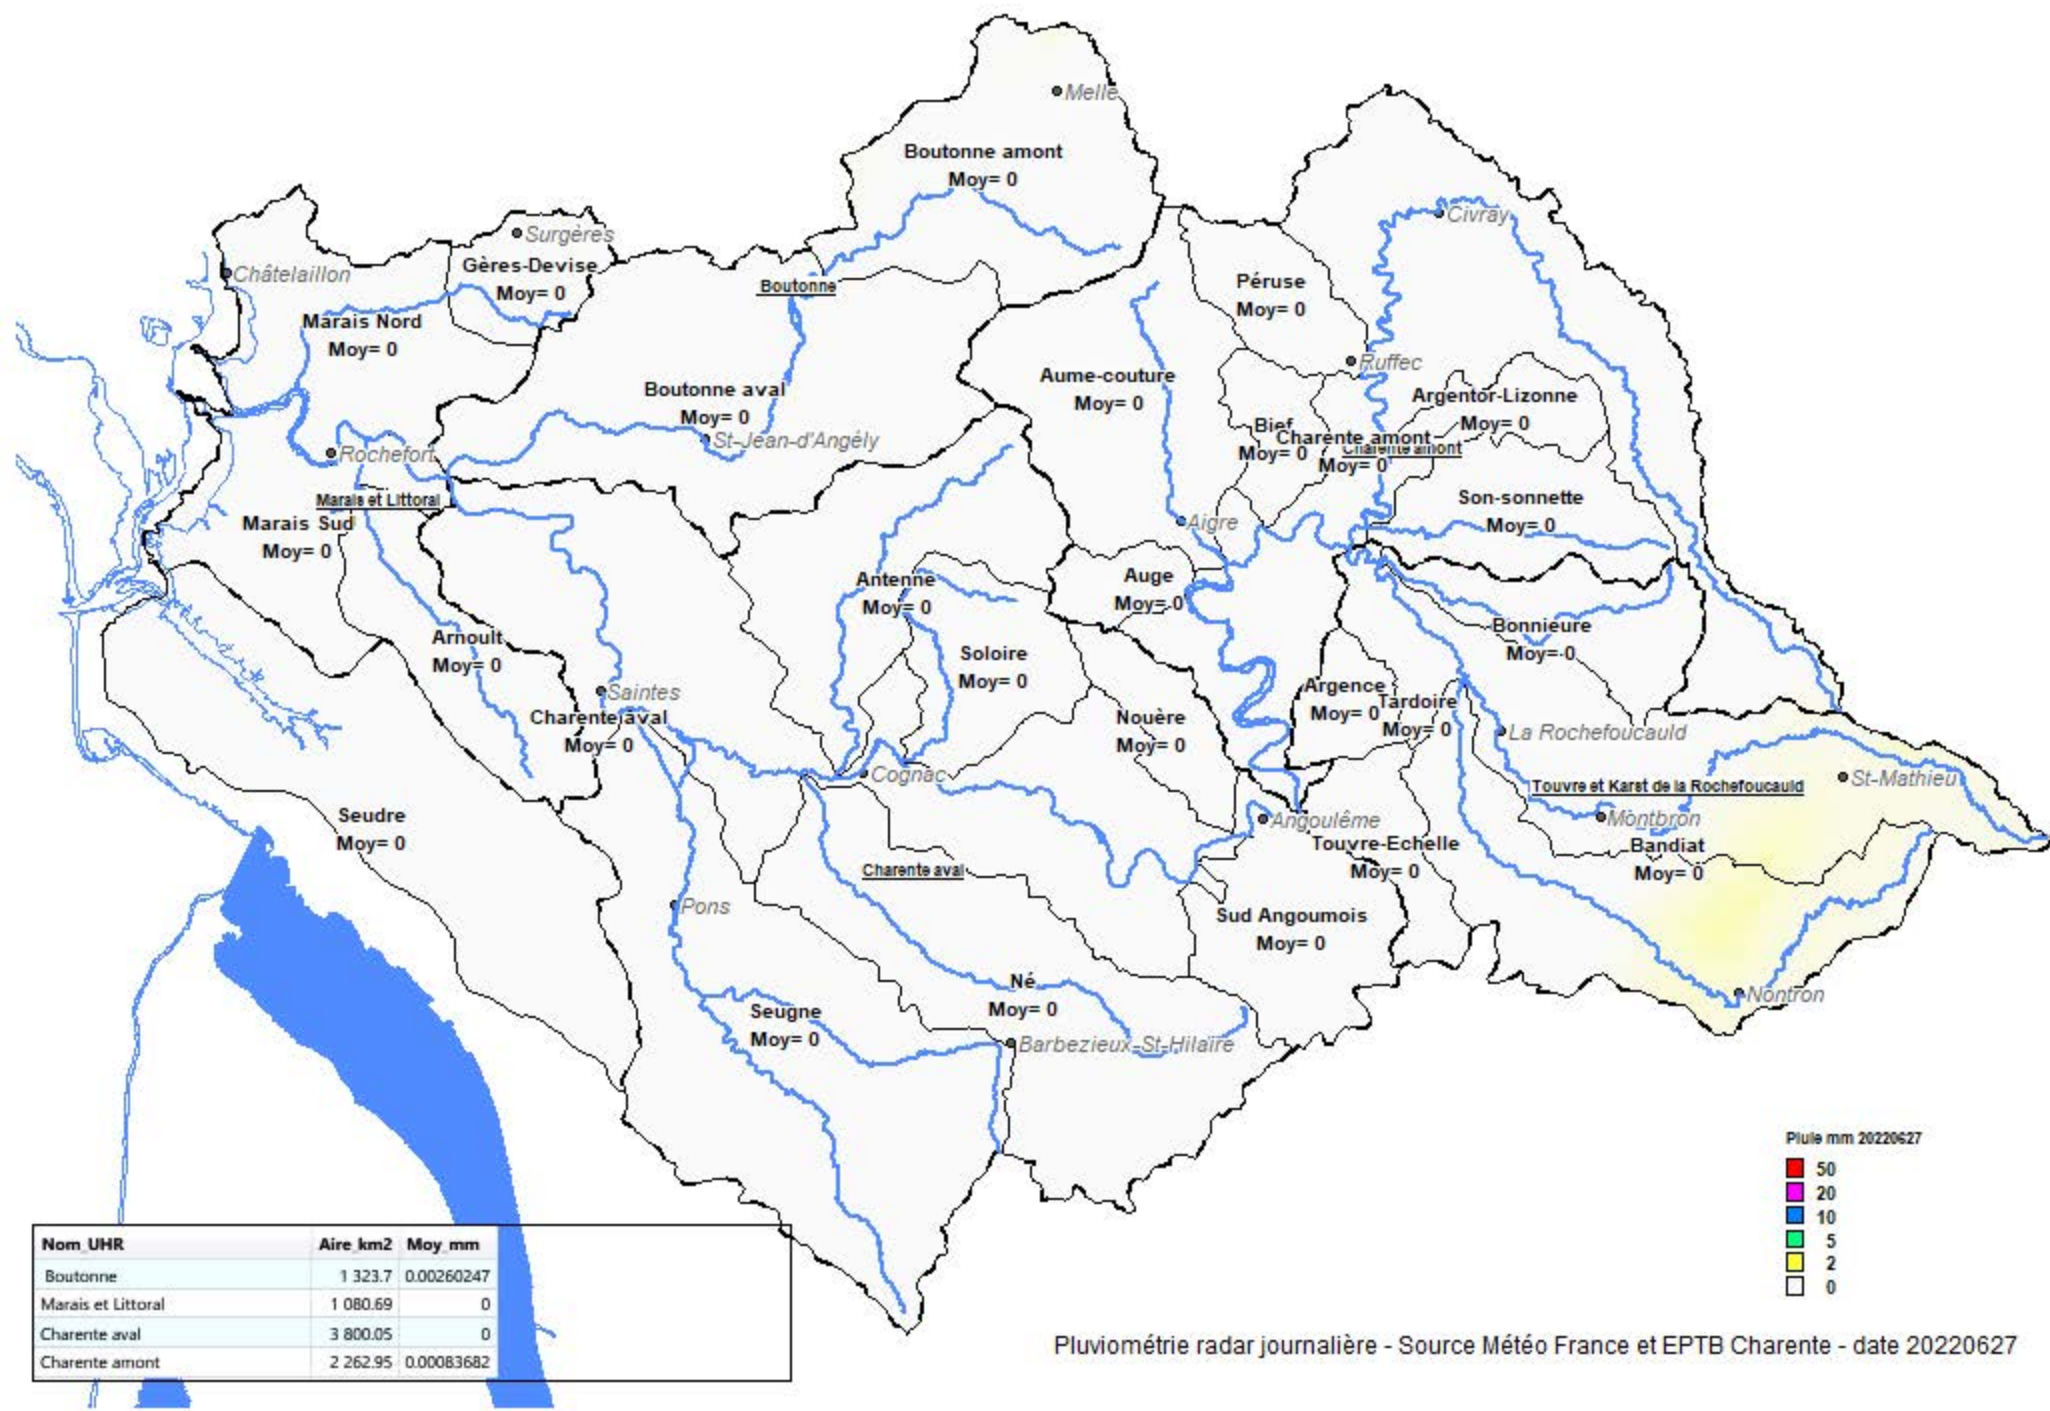 Melle
Boutonne amont
Moy= 0
Civray
Surgères
Châtelaillon
Gères-Devise
Moy= 0
Boutonne
Péruse
Moy= 0
Marais Nord
Moy= 0
Ruffec
Aume-couture
Moy= 0
Boutonne aval
Moy= 0
Argentor-Lizonne
Moy= 0
Bief
Moy= 0
Charente amont
Moy= 0
Charente amont
St-Jean-d'Angély
Rochefort
Marais et Littoral
Son-sonnette
Moy= 0
Marais Sud
Moy= 0
Aigre
Antenne
Moy= 0
Auge
Moy= 0
Bonnieure
Moy= 0
Arnoult
Moy= 0
Soloire
Moy= 0
Saintes
Argence
Moy= 0
Tardoire
Moy= 0
Charente aval
Moy= 0
Nouère
Moy= 0
La Rochefoucauld
Cognac
Touvre et Karst de la Rochefoucauld
St-Mathieu
Seudre
Moy= 0
Angoulême
Montbron
Touvre-Echelle
Moy= 0
Bandiat
Moy= 0
Charente aval
Pons
Sud Angoumois
Moy= 0
Né
Moy= 0
Nontron
Seugne
Moy= 0
Barbezieux-St-Hilaire
Pluie mm 20220627
50
20
10
5
2
0
Nom_UHR Aire_km2 Moy_mm
Boutonne 1 323.7 0.00260247
Marais et Littoral 1 080.69 0
Charente aval 3 800.05 0
Charente amont 2 262.95 0.00083682
Pluviométrie radar journalière - Source Météo France et EPTB Charente - date 20220627